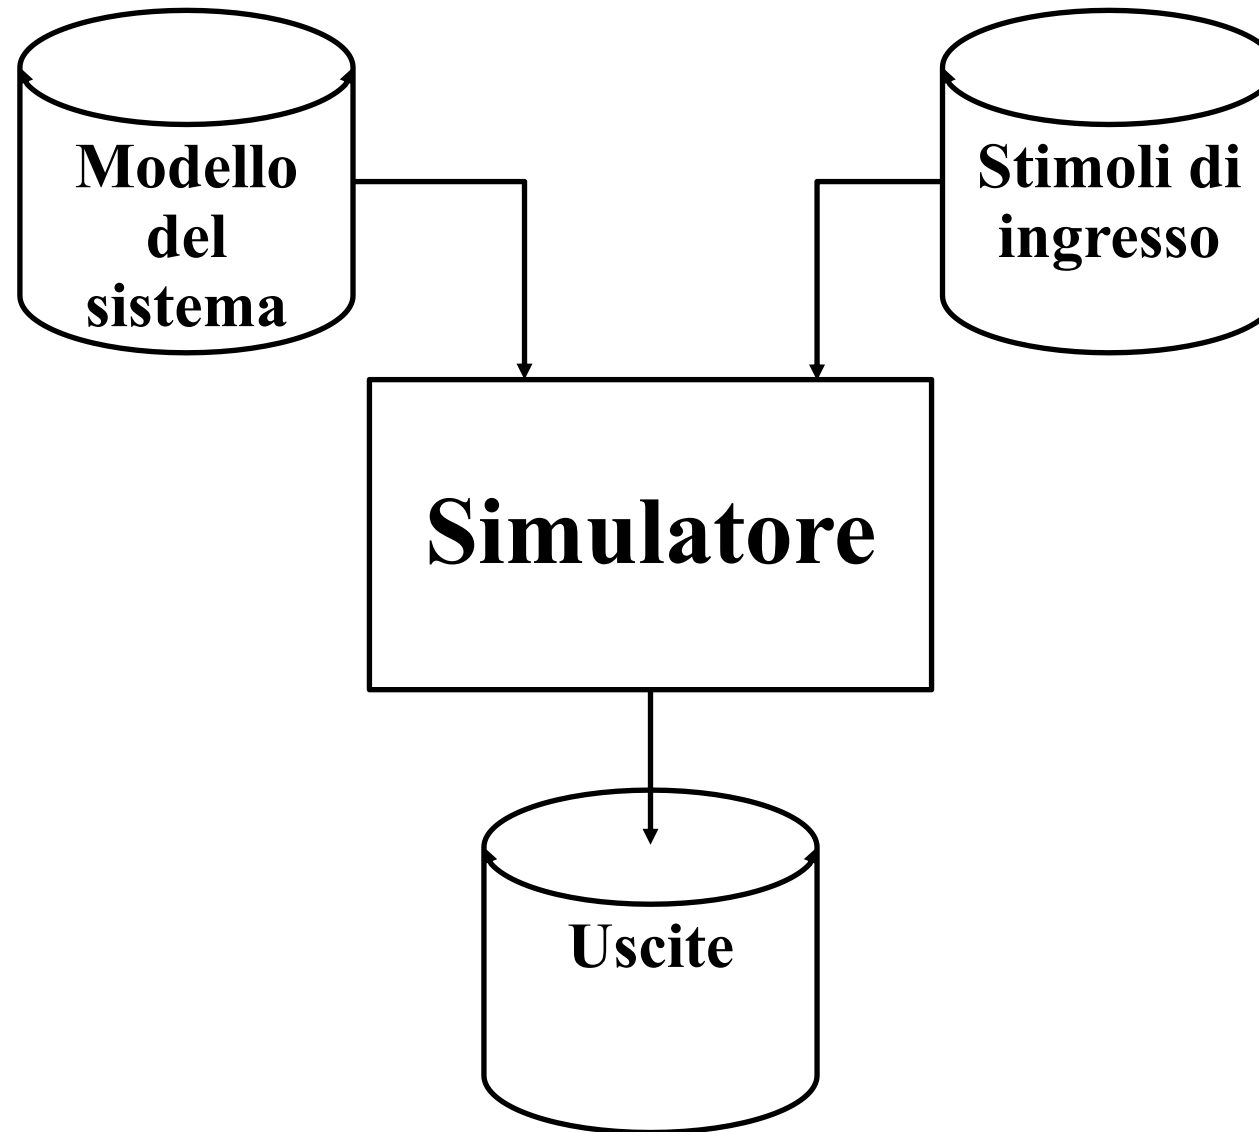 Modello
del
sistema
Stimoli di
ingresso
Simulatore
Uscite